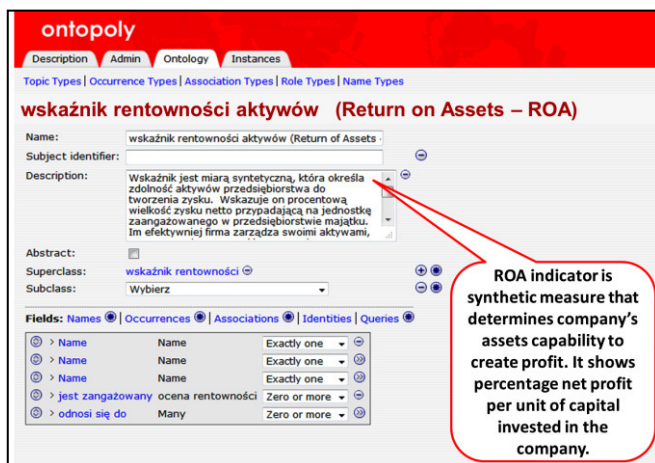 ontopoly
Description Admin Ontology Instances
Topic Types | Occurrence Types | Association Types | Role Types | Name Types
wskaźnik rentowności aktywów (Return on Assets – ROA)
Name: wskaźnik rentowności aktywów (Return of Assets -
Subject identifier:
Description: Wskaźnik jest miarą syntetyczną, która określa
zdolność aktywów przedsiębiorstwa do
tworzenia zysku. Wskazuje on procentową
wielkość zysku netto przypadającą na jednostkę
zaangażowanego w przedsiębiorstwie majątku.
Im efektywniej firma zarządza swoimi aktywami,
Abstract:
Superclass: wskaźnik rentowności
Subclass: Wybierz
Fields: Names | Occurrences | Associations | Identities | Queries
> Name Name Exactly one
> Name Name Exactly one
> Name Name Exactly one
> jest zangażowany ocena rentowności Zero or more
> odnosi się do Many Zero or more
ROA indicator is
synthetic measure that
determines company’s
assets capability to
create profit. It shows
percentage net profit
per unit of capital
invested in the
company.